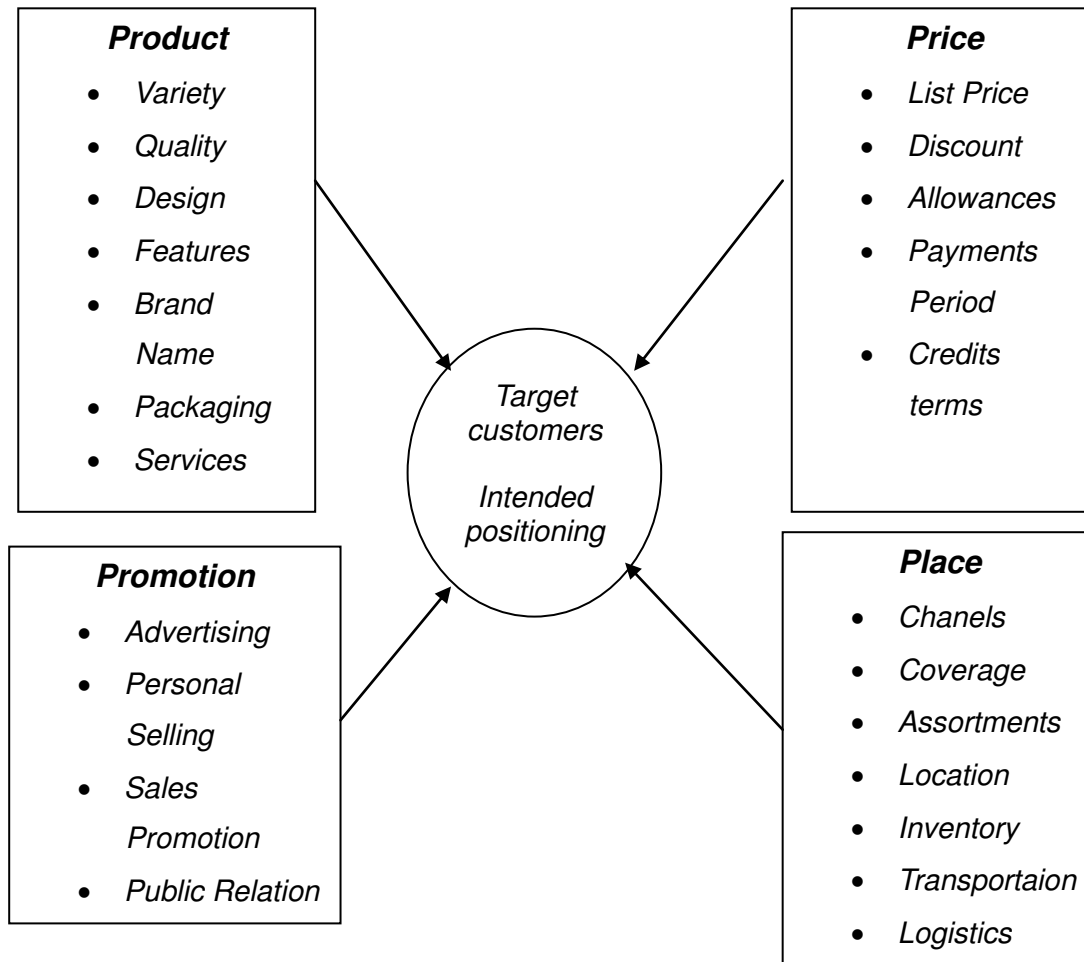 Product
• Variety
• Quality
• Design
• Features
• Brand
Name
• Packaging
• Services
Price
• List Price
• Discount
• Allowances
• Payments
Period
• Credits
terms
Target
customers
Intended
positioning
Promotion
• Advertising
• Personal
Selling
• Sales
Promotion
• Public Relation
Place
• Chanels
• Coverage
• Assortments
• Location
• Inventory
• Transportaion
• Logistics